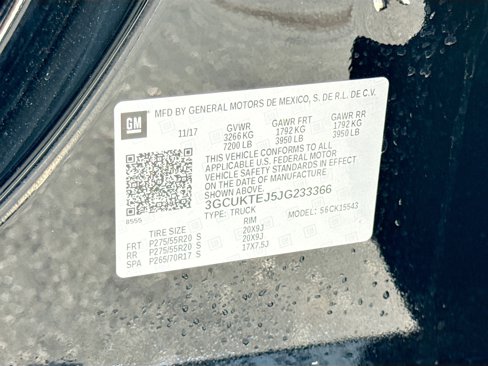 GM
MFD BY GENERAL MOTORS DE MEXICO, S. DE R.L. DE C.V.
11/17 GVWR GAWR FRT GAWR RR
3266 KG 1792 KG 1792 KG
7200 LB 3950 LB 3950 LB
THIS VEHICLE CONFORMS TO ALL
APPLICABLE U.S. FEDERAL MOTOR
VEHICLE SAFETY STANDARDS IN EFFECT
ON THE DATE OF MANUFACTURE
SHOWN ABOVE.
3GCUKTEJ5JG233366
8555 TYPE: TRUCK MODEL: S6CK15543
TIRE SIZE RIM
FRT P275/55R20 S 20X9J
RR P275/55R20 S 20X9J
SPA P265/70R17 S 17X7.5J